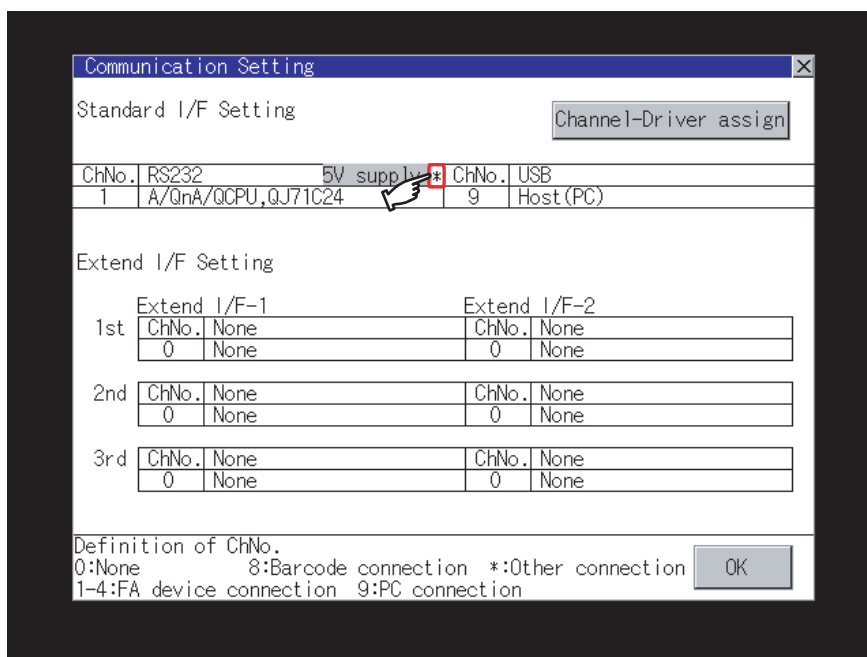 Communication Setting
Standard I/F Setting
Channel-Driver assign
ChNo. RS232 5V supply * ChNo. USB
1 A/QnA/QCPU,QJ71C24 9 Host(PC)
Extend I/F Setting
Extend I/F-1 Extend I/F-2
1st ChNo. None ChNo. None
0 None 0 None
2nd ChNo. None ChNo. None
0 None 0 None
3rd ChNo. None ChNo. None
0 None 0 None
Definition of ChNo.
0:None 8:Barcode connection *:Other connection OK
1-4:FA device connection 9:PC connection